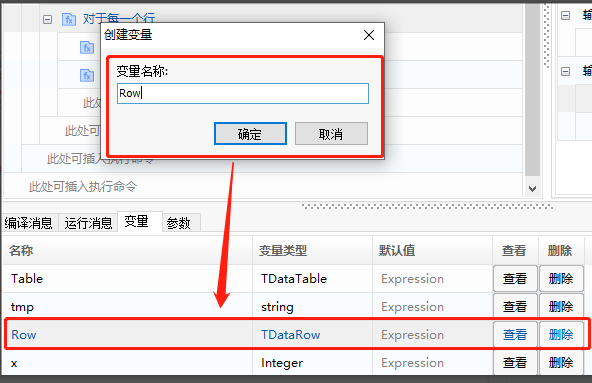 对于每一个行
输
创建变量
变量名称:
Row
确定 取消
此处
此处可
此处可插入执行命令
此处可插入执行命令
输
编译消息 运行消息 变量 参数
名称 变量类型 默认值 查看 删除
Table TDataTable Expression 查看 删除
tmp string Expression 查看 删除
Row TDataRow Expression 查看 删除
x Integer Expression 查看 删除